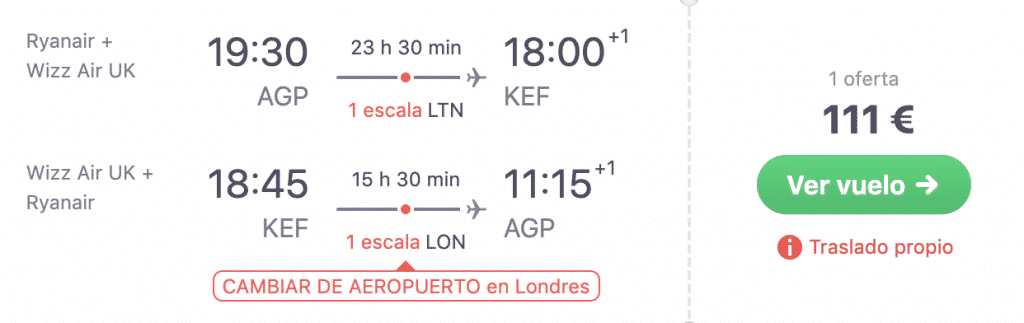 Ryanair +
Wizz Air UK
19:30
AGP
23 h 30 min
1 escala LTN
18:00+1
KEF
Wizz Air UK +
Ryanair
18:45
KEF
15 h 30 min
1 escala LON
11:15+1
AGP
CAMBIAR DE AEROPUERTO en Londres
1 oferta
111 €
Ver vuelo →
Traslado propio